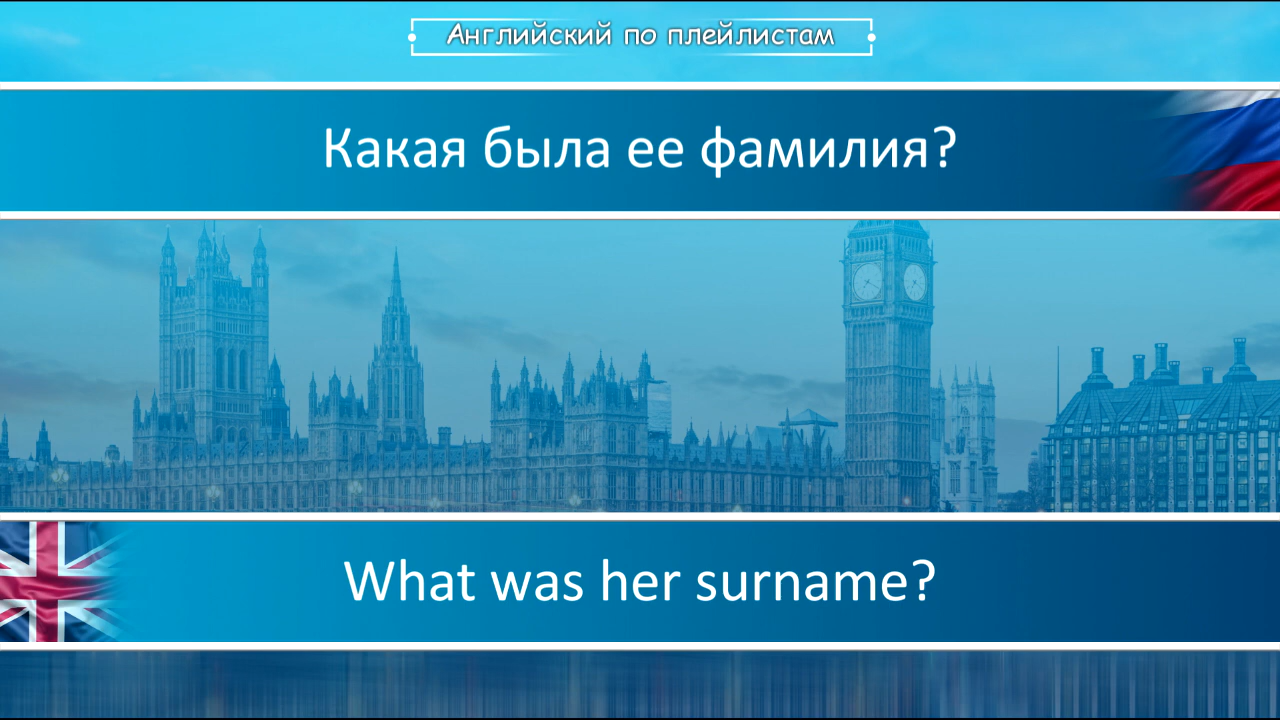 Английский по плейлистам
Какая была ее фамилия?
What was her surname?